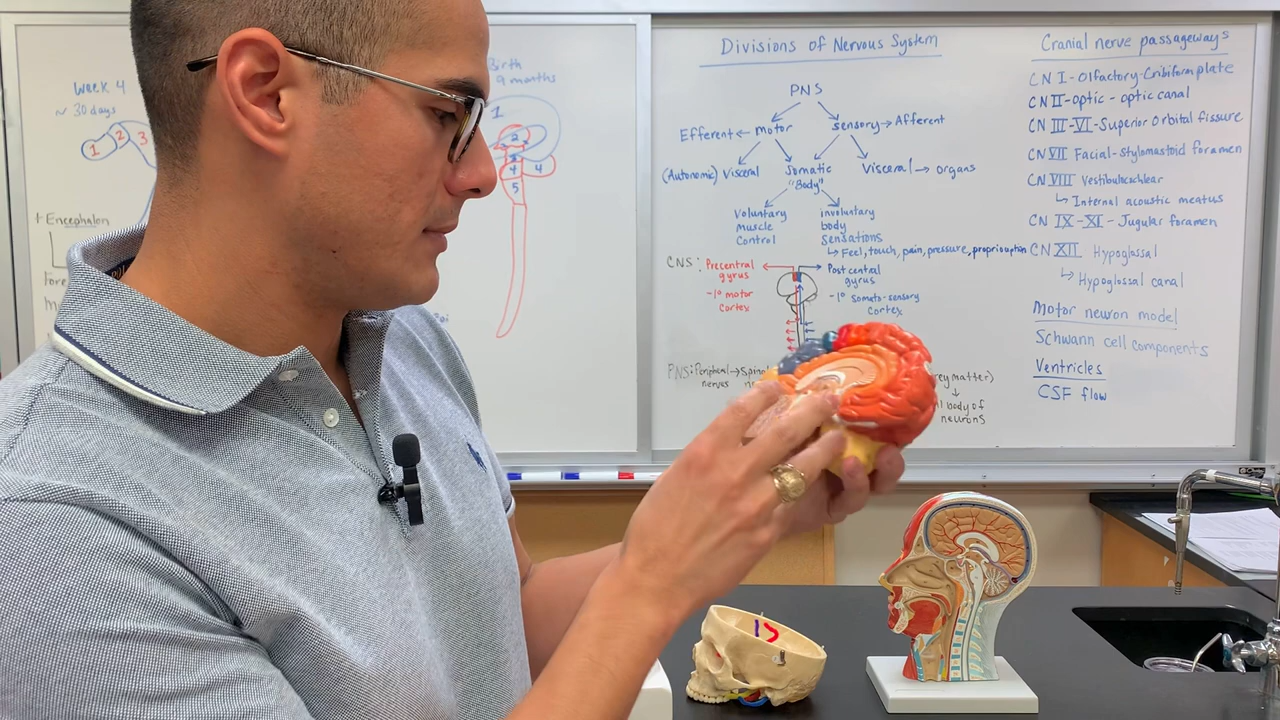 Week 4
~ 30 days
1 2 3
Encephalon
Fore
Birth
9 months
1
2
3
4 4
5
Divisions of Nervous System
PNS
Efferent ← motor
sensory → Afferent
(Autonomic) Visceral
Somatic
"Body"
Visceral → organs
Voluntary
muscle
Control
involuntary
body
Sensations
↳ Feel, touch, pain, pressure, propriouption
CNS:
Precentral
gyrus
-1° motor
cortex
Post central
gyrus
-1° somato-sensory
cortex
PNS: Peripheral → Spinal
nerves
ey matter)
↓
l body of
neurons
Cranial nerve passageways
CN I - Olfactory-Cribiform plate
CN II - optic - optic canal
CN III-VI - Superior Orbital fissure
CN VII Facial-Stylomastoid foramen
CN VIII Vestibulocochlear
↳ Internal acoustic meatus
CN IX-XI - Jugular foramen
CN XII Hypoglossal
↳ Hypoglossal canal
Motor neuron model
Schwann cell components
Ventricles
CSF flow